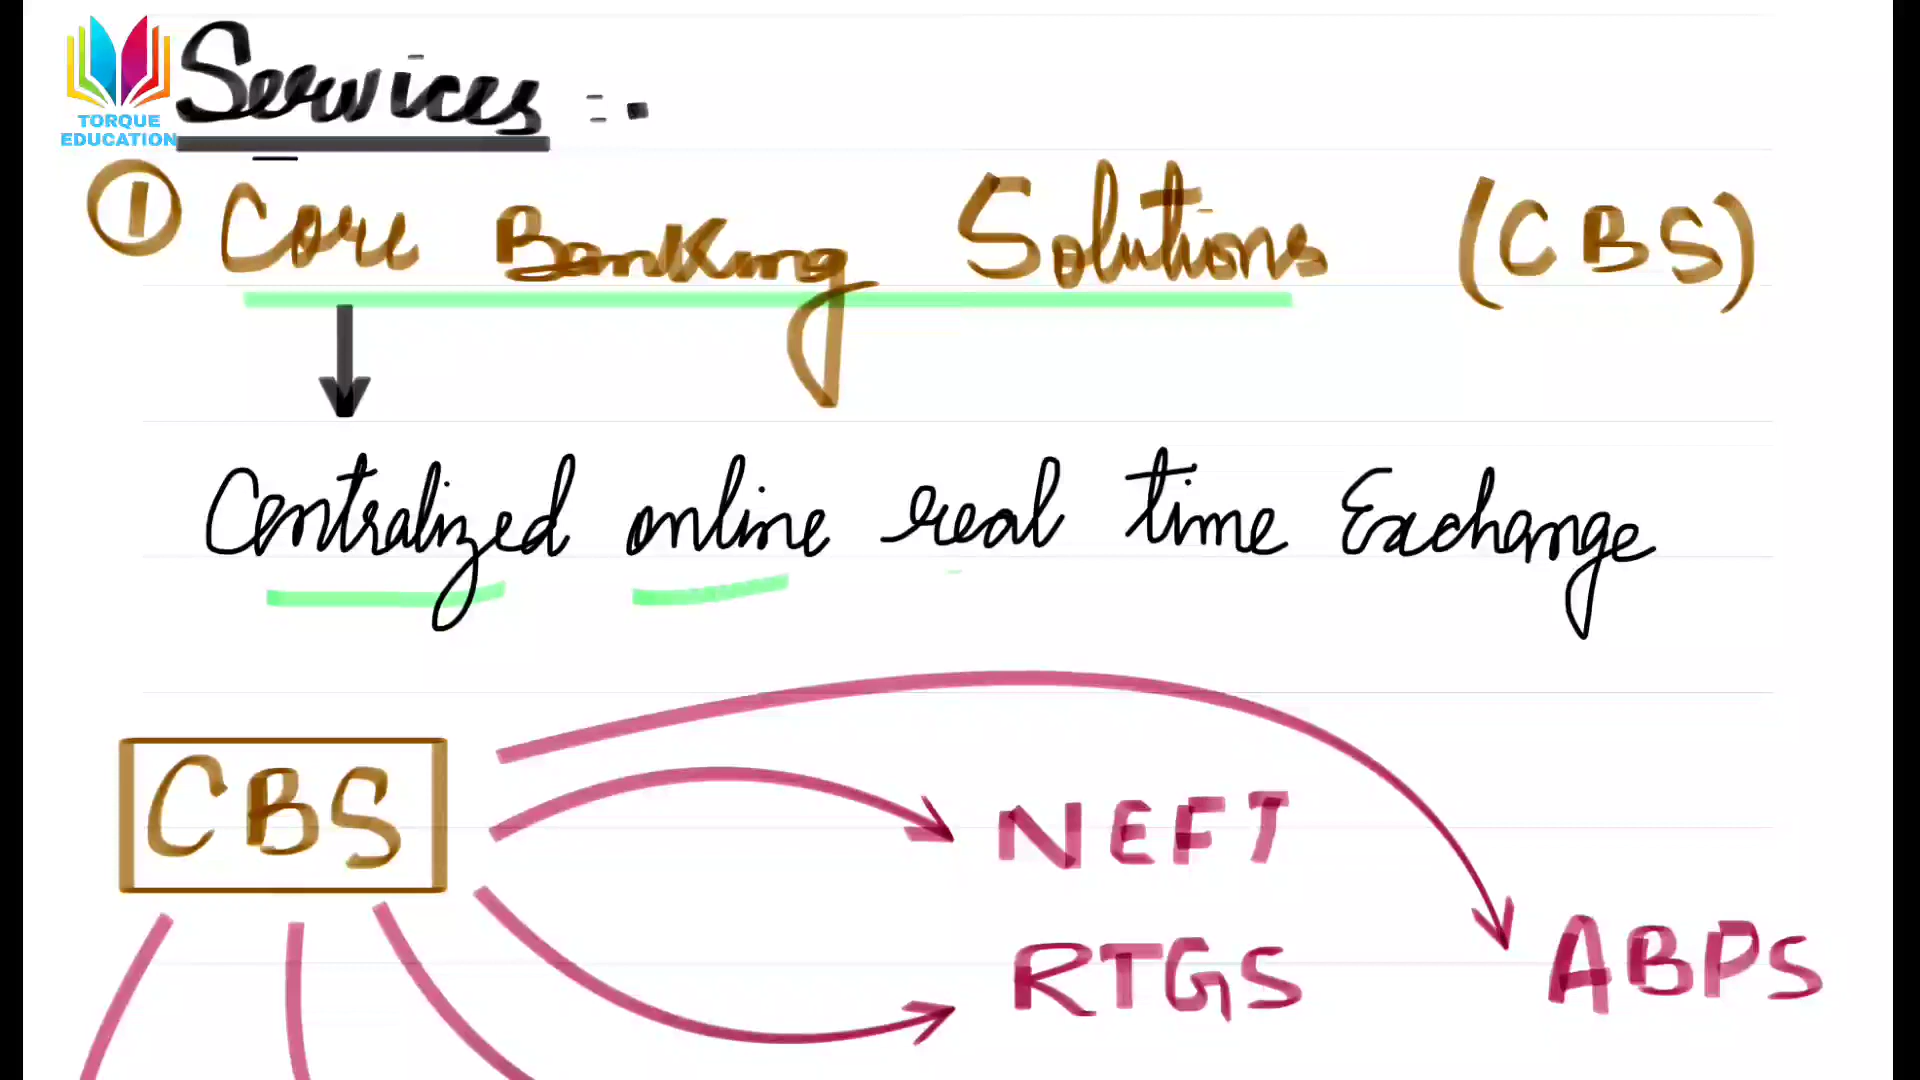 TORQUE
EDUCATION
Services :-
① Core Banking Solutions (CBS)
Centralized online real time Exchange
CBS
NEFT
RTGS
ABPS